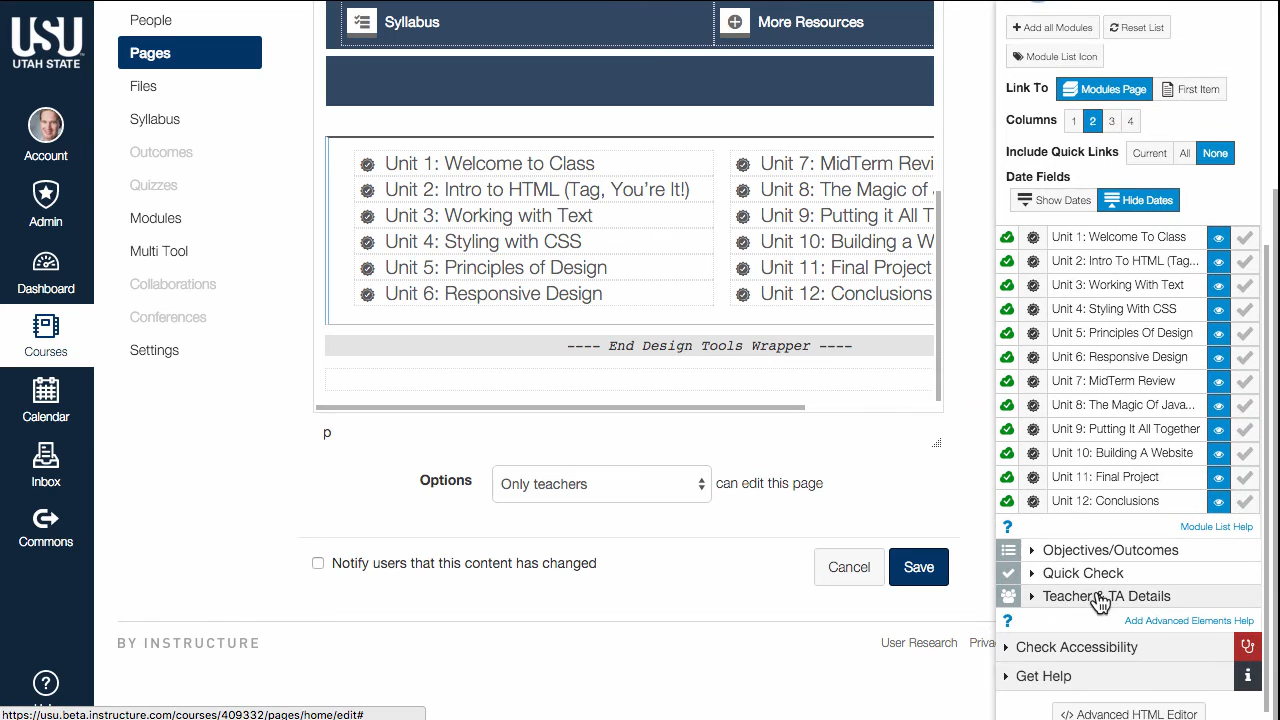 USU
UTAH STATE
Account
Admin
Dashboard
Courses
Calendar
Inbox
Commons
People
Pages
Files
Syllabus
Outcomes
Quizzes
Modules
Multi Tool
Collaborations
Conferences
Settings
Syllabus
More Resources
Unit 1: Welcome to Class
Unit 2: Intro to HTML (Tag, You're It!)
Unit 3: Working with Text
Unit 4: Styling with CSS
Unit 5: Principles of Design
Unit 6: Responsive Design
Unit 7: MidTerm Revi
Unit 8: The Magic of
Unit 9: Putting it All T
Unit 10: Building a W
Unit 11: Final Project
Unit 12: Conclusions
---- End Design Tools Wrapper ----
p
Options Only teachers can edit this page
Notify users that this content has changed
Cancel Save
BY INSTRUCTURE
User Research Priva
https://usu.beta.instructure.com/courses/409332/pages/home/edit#
Add all Modules Reset List
Module List Icon
Link To Modules Page First Item
Columns 1 2 3 4
Include Quick Links Current All None
Date Fields
Show Dates Hide Dates
Unit 1: Welcome To Class
Unit 2: Intro To HTML (Tag...
Unit 3: Working With Text
Unit 4: Styling With CSS
Unit 5: Principles Of Design
Unit 6: Responsive Design
Unit 7: MidTerm Review
Unit 8: The Magic Of Java...
Unit 9: Putting It All Together
Unit 10: Building A Website
Unit 11: Final Project
Unit 12: Conclusions
? Module List Help
Objectives/Outcomes
Quick Check
Teacher TA Details
? Add Advanced Elements Help
Check Accessibility
Get Help
</> Advanced HTML Editor